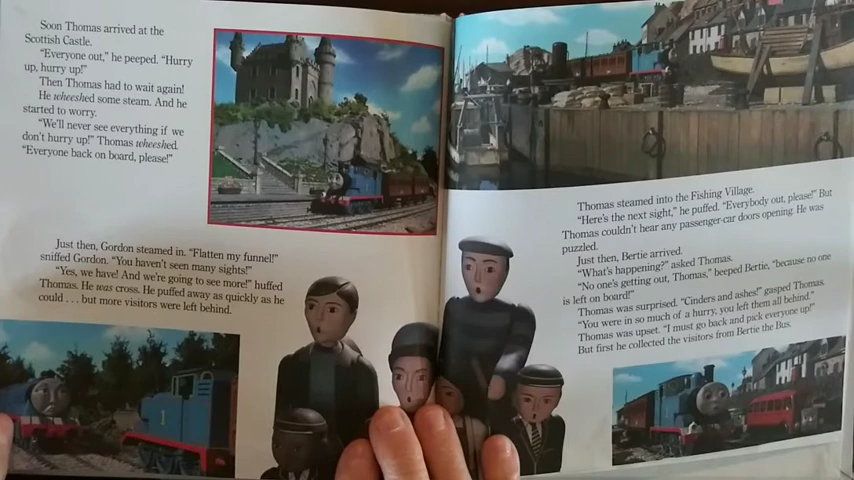 Soon Thomas arrived at the
Scottish Castle.
"Everyone out," he peeped. "Hurry
up, hurry up!"
Then Thomas had to wait again!
He wheeshed some steam. And he
started to worry.
"We'll never see everything if we
don't hurry up!" Thomas wheeshed.
"Everyone back on board, please!"
Just then, Gordon steamed in. "Flatten my funnel!"
sniffed Gordon. "You haven't seen many sights!"
"Yes, we have! And we're going to see more!" huffed
Thomas. He was cross. He puffed away as quickly as he
could . . . but more visitors were left behind.
1
Thomas steamed into the Fishing Village.
"Here's the next sight," he puffed. "Everybody out, please!" But
Thomas couldn't hear any passenger-car doors opening. He was
puzzled.
Just then, Bertie arrived.
"What's happening?" asked Thomas.
"No one's getting out, Thomas," beeped Bertie, "because no one
is left on board!"
Thomas was surprised. "Cinders and ashes!" gasped Thomas.
"You were in so much of a hurry, you left them all behind."
Thomas was upset. "I must go back and pick everyone up!"
But first he collected the visitors from Bertie the Bus.